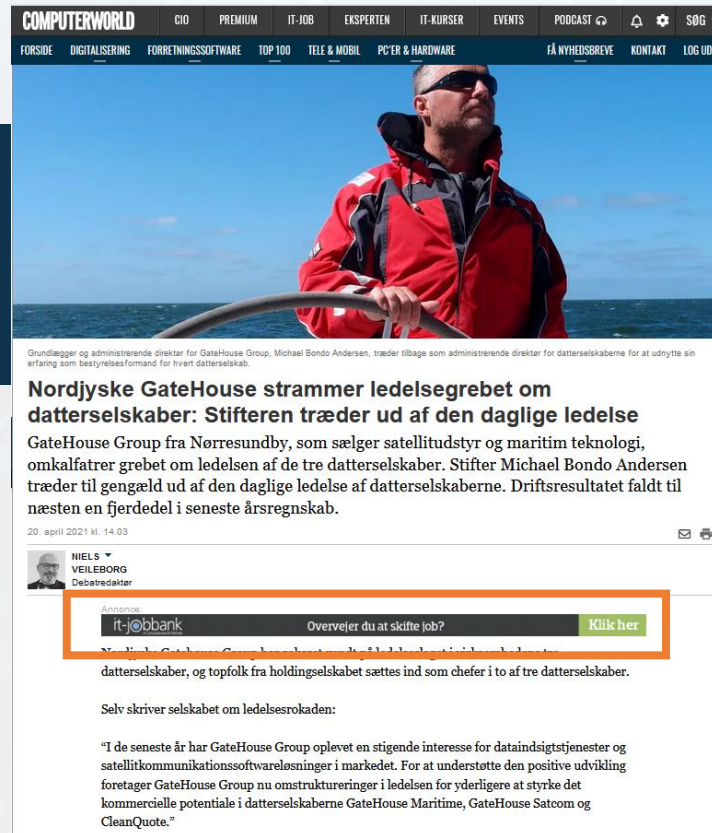 COMPUTERWORLD CIO PREMIUM IT-JOB EKSPERTEN IT-KURSER EVENTS PODCAST SØG
FORSIDE DIGITALISERING FORRETNINGSSOFTWARE TOP 100 TELE & MOBIL PC'ER & HARDWARE FÅ NYHEDSBREVE KONTAKT LOG UD
Grundlægger og administrerende direktør for GateHouse Group, Michael Bondo Andersen, træder tilbage som administrerende direktør for datterselskaberne for at udnytte sin
erfaring som bestyrelsesformand for hvert datterselskab.
Nordjyske GateHouse strammer ledelsegrebet om
datterselskaber: Stifteren træder ud af den daglige ledelse
GateHouse Group fra Nørresundby, som sælger satellitudstyr og maritim teknologi,
omkalfatrer grebet om ledelsen af de tre datterselskaber. Stifter Michael Bondo Andersen
træder til gengæld ud af den daglige ledelse af datterselskaberne. Driftsresultatet faldt til
næsten en fjerdedel i seneste årsregnskab.
20. april 2021 kl. 14.03
NIELS
VEILEBORG
Debatredaktør
Annonce:
it-jobbank Overvejer du at skifte job? Klik her
datterselskaber, og topfolk fra holdingselskabet sættes ind som chefer i to af tre datterselskaber.
Selv skriver selskabet om ledelsesrokaden:
“I de seneste år har GateHouse Group oplevet en stigende interesse for dataindsigtstjenester og
satellitkommunikationssoftwareløsninger i markedet. For at understøtte den positive udvikling
foretager GateHouse Group nu omstruktureringer i ledelsen for yderligere at styrke det
kommercielle potentiale i datterselskaberne GateHouse Maritime, GateHouse Satcom og
CleanQuote.”